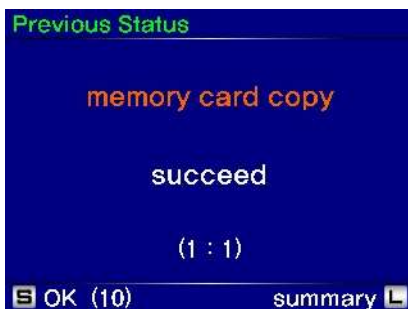 Previous Status
memory card copy
succeed
(1 : 1)
S OK (10) summary L